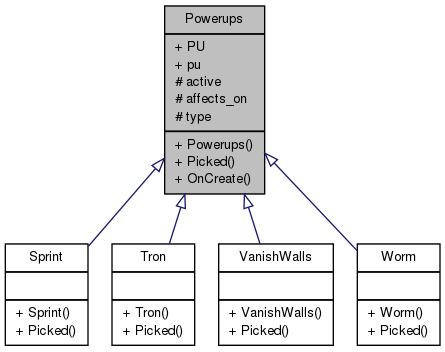 Powerups
+ PU
+ pu
# active
# affects_on
# type
+ Powerups()
+ Picked()
+ OnCreate()
Sprint
+ Sprint()
+ Picked()
Tron
+ Tron()
+ Picked()
VanishWalls
+ VanishWalls()
+ Picked()
Worm
+ Worm()
+ Picked()